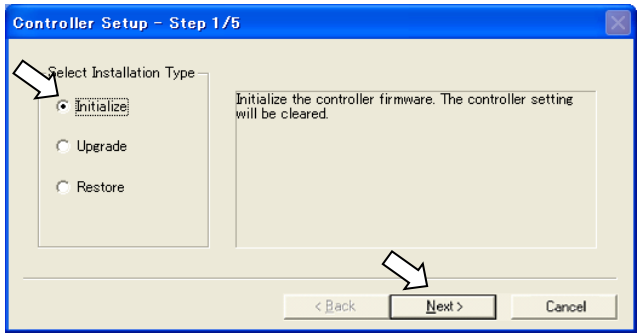 Controller Setup - Step 1/5
Select Installation Type
Initialize
Initialize the controller firmware. The controller setting
will be cleared.
Upgrade
Restore
< Back
Next >
Cancel